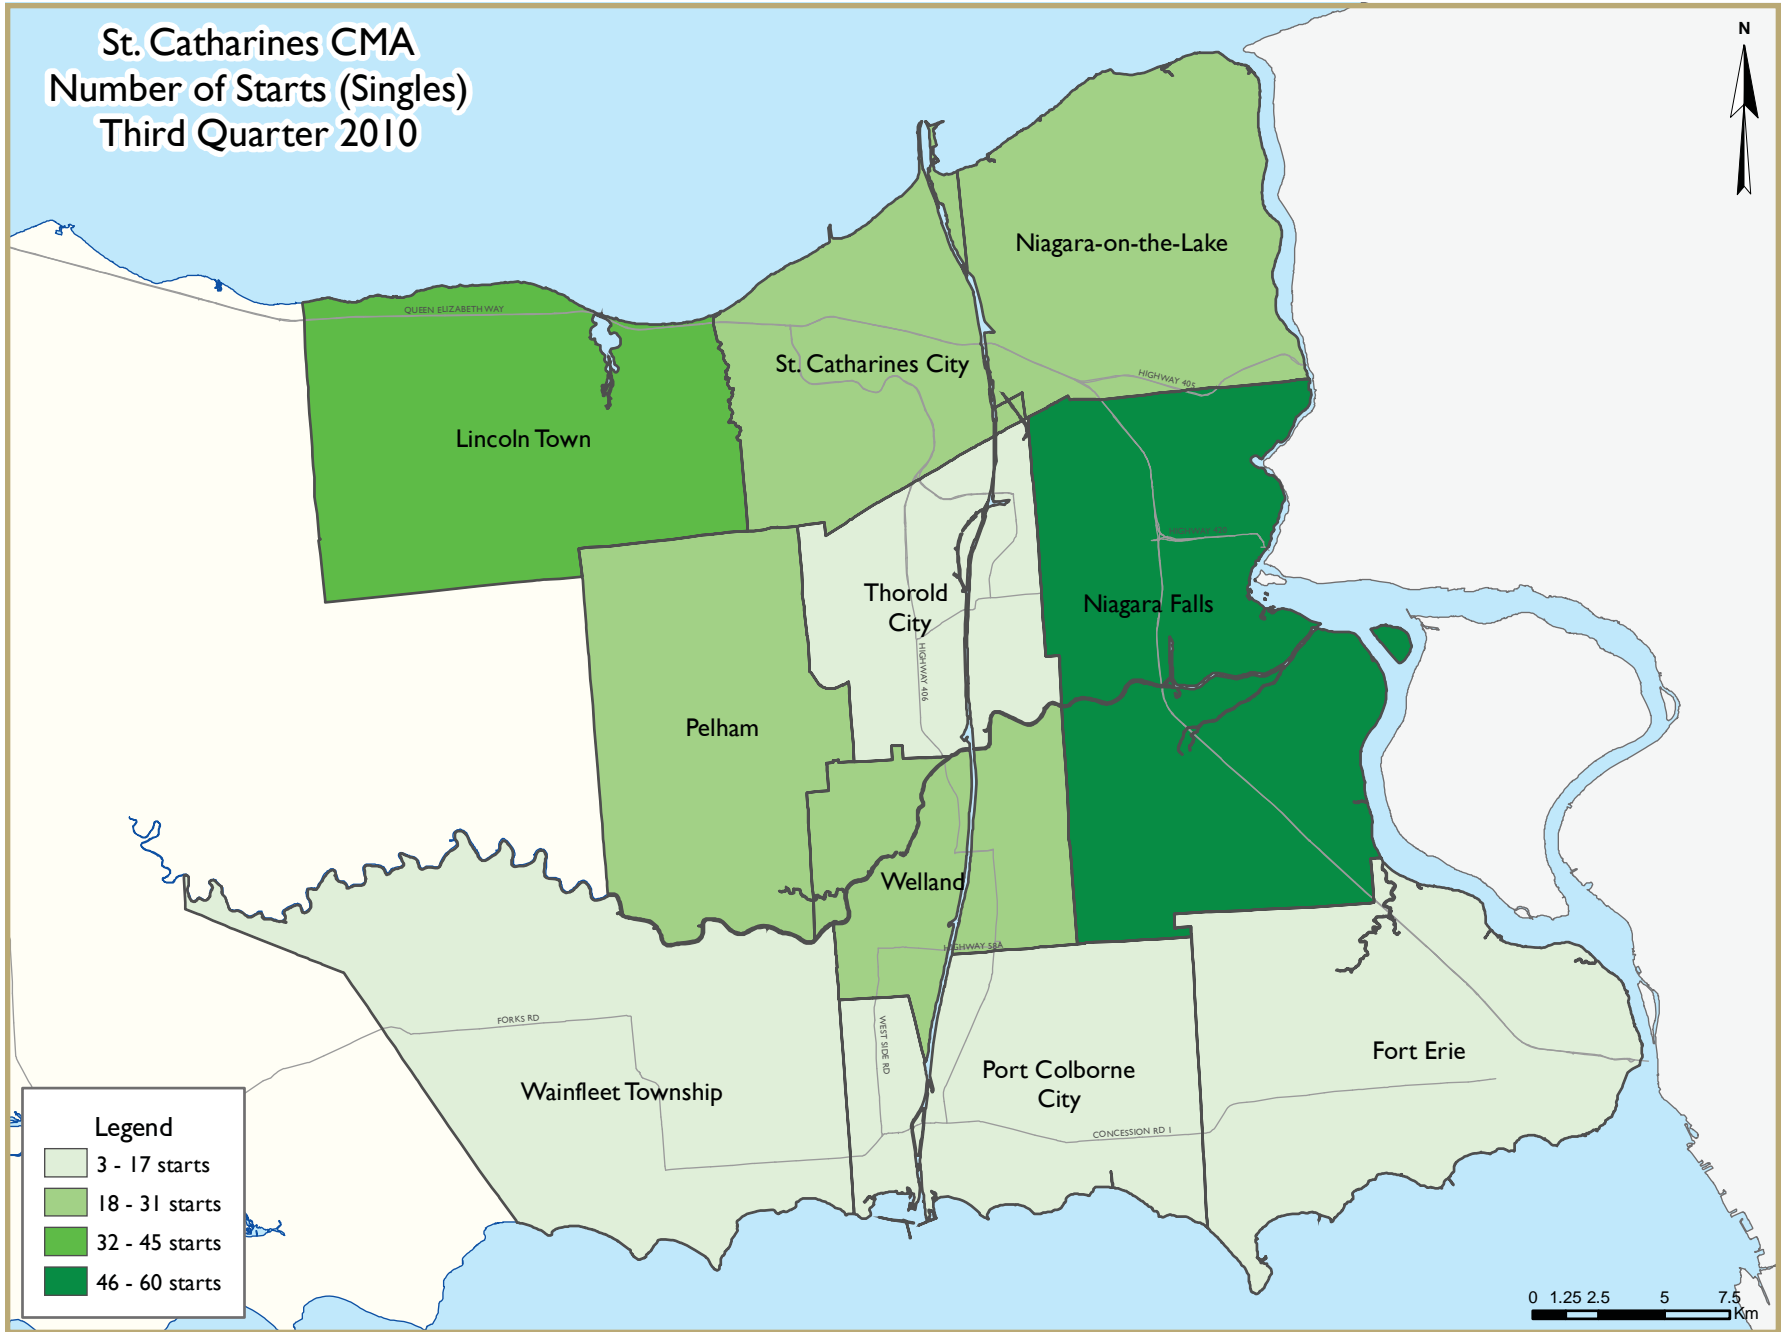 St. Catharines CMA
Number of Starts (Singles)
Third Quarter 2010
N
Niagara-on-the-Lake
QUEEN ELIZABETH WAY
St. Catharines City
HIGHWAY 405
Lincoln Town
HIGHWAY 420
Thorold
City
Niagara Falls
HIGHWAY 406
Pelham
Welland
HIGHWAY 58A
FORKS RD
WEST SIDE RD
Fort Erie
Port Colborne
City
Wainfleet Township
CONCESSION RD 1
Legend
3 - 17 starts
18 - 31 starts
32 - 45 starts
46 - 60 starts
0 1.25 2.5 5 7.5
Km